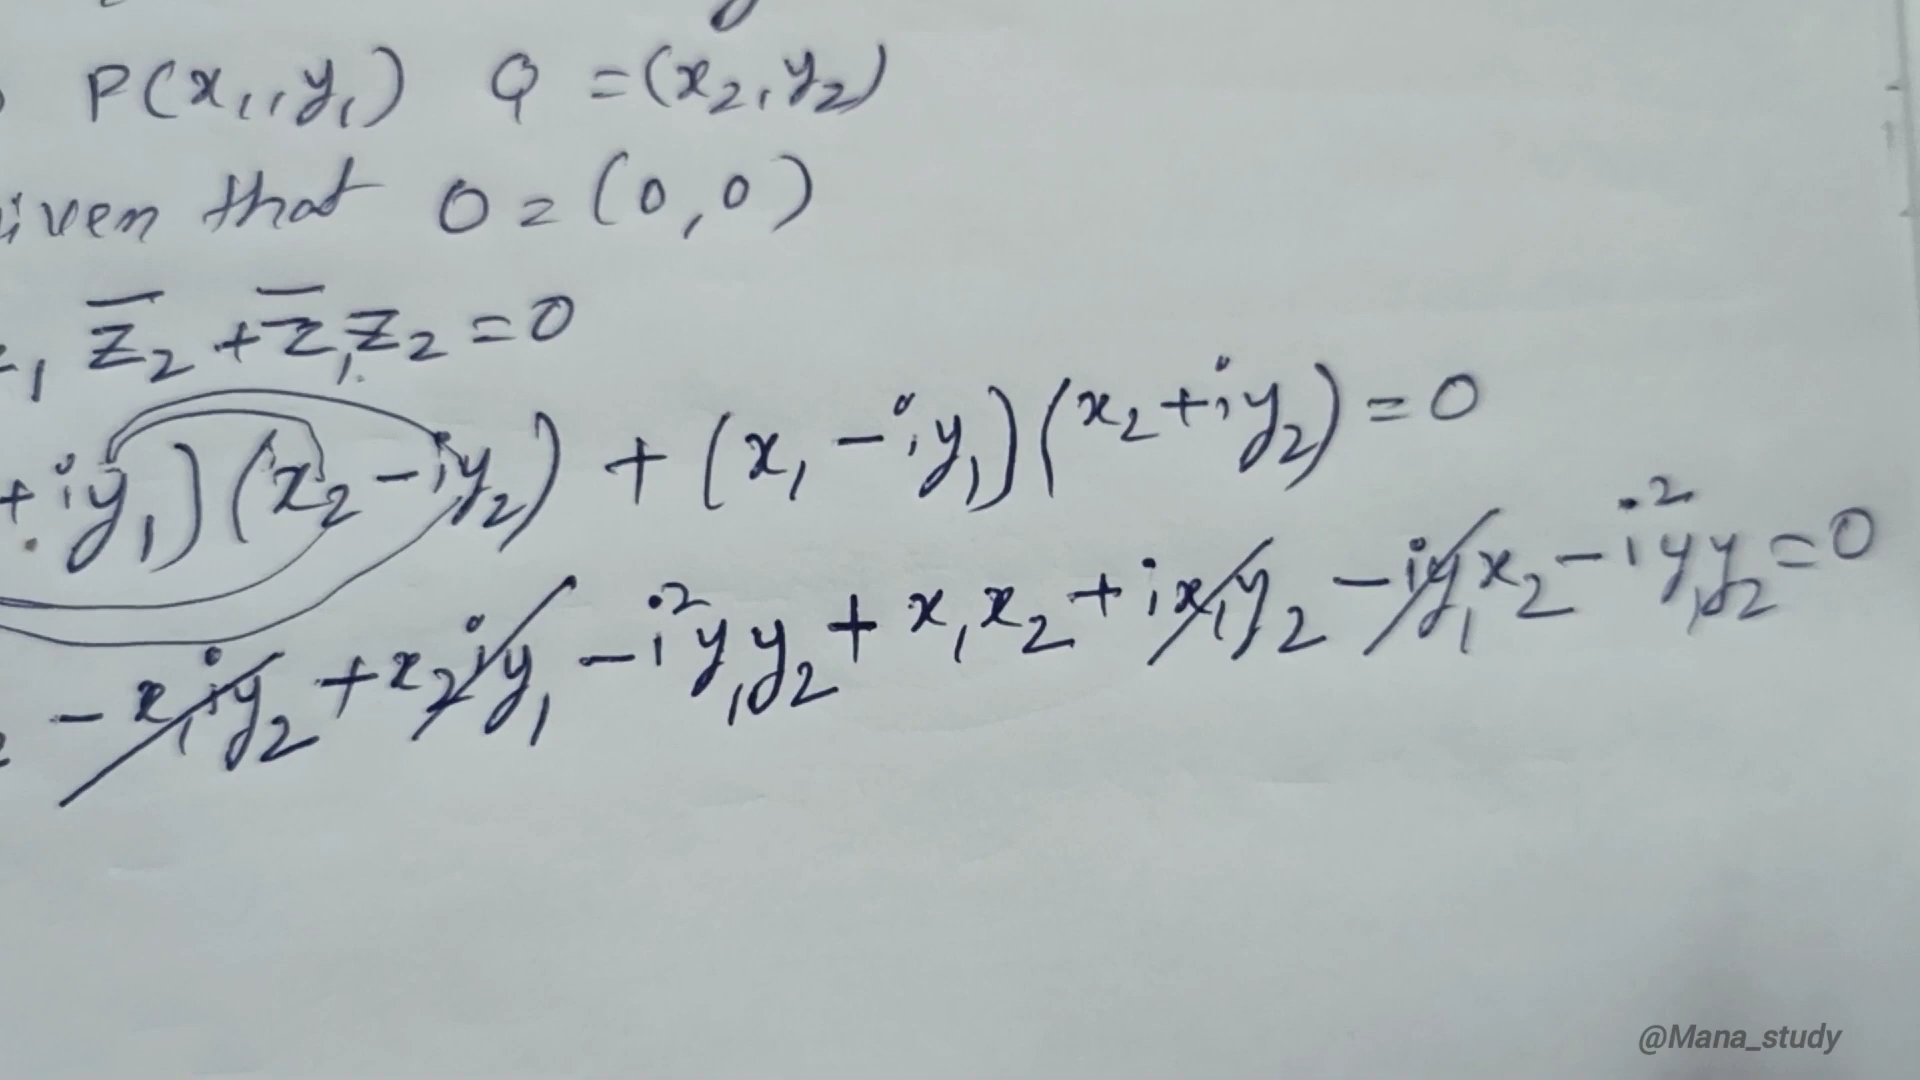 P(x₁, y₁) Q = (x₂, y₂)
iven that O = (0, 0)
z̅₂ + z̅₁z₂ = 0
+ iy₁)(x₂ - iy₂) + (x₁ - iy₁)(x₂ + iy₂) = 0
- x₁iy₂ + x₂iy₁ - i²y₁y₂ + x₁x₂ + ix₁y₂ - iy₁x₂ - i²y₁y₂ = 0
@Mana_study